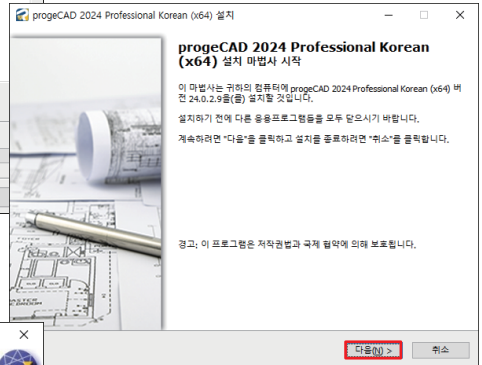 progeCAD 2024 Professional Korean (x64) 설치
progeCAD 2024 Professional Korean
(x64) 설치 마법사 시작
이 마법사는 귀하의 컴퓨터에 progeCAD 2024 Professional Korean (x64) 버
전 24.0.2.9을(를) 설치할 것입니다.
설치하기 전에 다른 응용프로그램들을 모두 닫으시기 바랍니다.
계속하려면 "다음"을 클릭하고 설치를 종료하려면 "취소"를 클릭합니다.
경고: 이 프로그램은 저작권법과 국제 협약에 의해 보호됩니다.
다음(N) >
취소